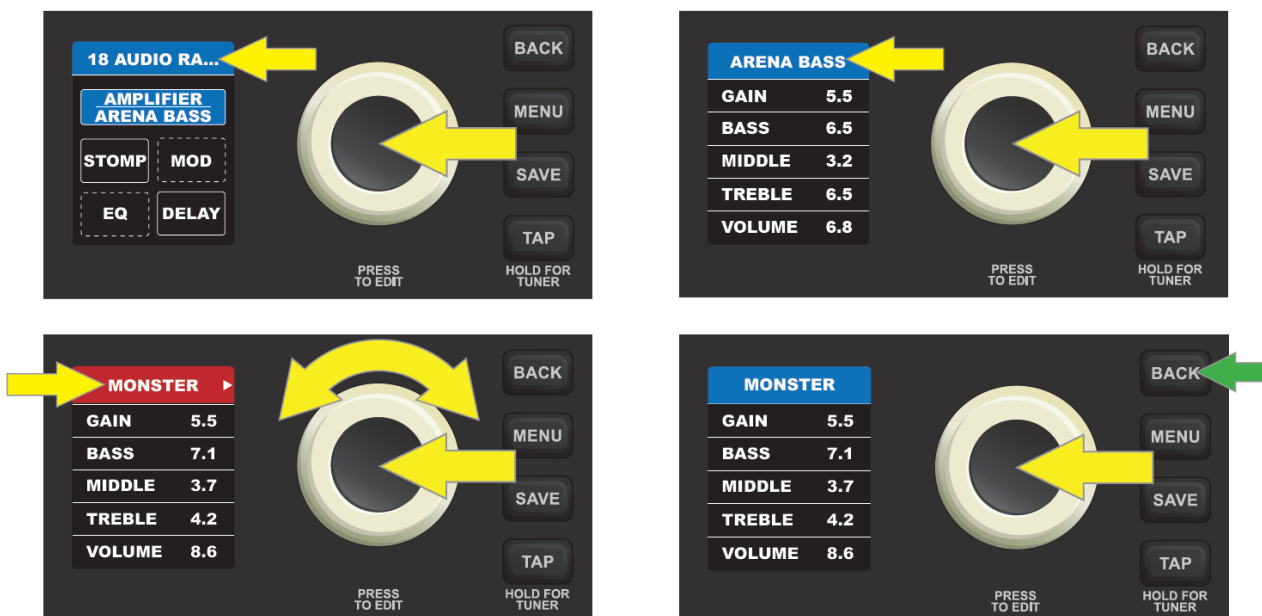 18 AUDIO RA...
AMPLIFIER
ARENA BASS
STOMP MOD
EQ DELAY
PRESS
TO EDIT
BACK
MENU
SAVE
TAP
HOLD FOR
TUNER
ARENA BASS
GAIN 5.5
BASS 6.5
MIDDLE 3.2
TREBLE 6.5
VOLUME 6.8
PRESS
TO EDIT
BACK
MENU
SAVE
TAP
HOLD FOR
TUNER
MONSTER
GAIN 5.5
BASS 7.1
MIDDLE 3.7
TREBLE 4.2
VOLUME 8.6
PRESS
TO EDIT
BACK
MENU
SAVE
TAP
HOLD FOR
TUNER
MONSTER
GAIN 5.5
BASS 7.1
MIDDLE 3.7
TREBLE 4.2
VOLUME 8.6
PRESS
TO EDIT
BACK
MENU
SAVE
TAP
HOLD FOR
TUNER